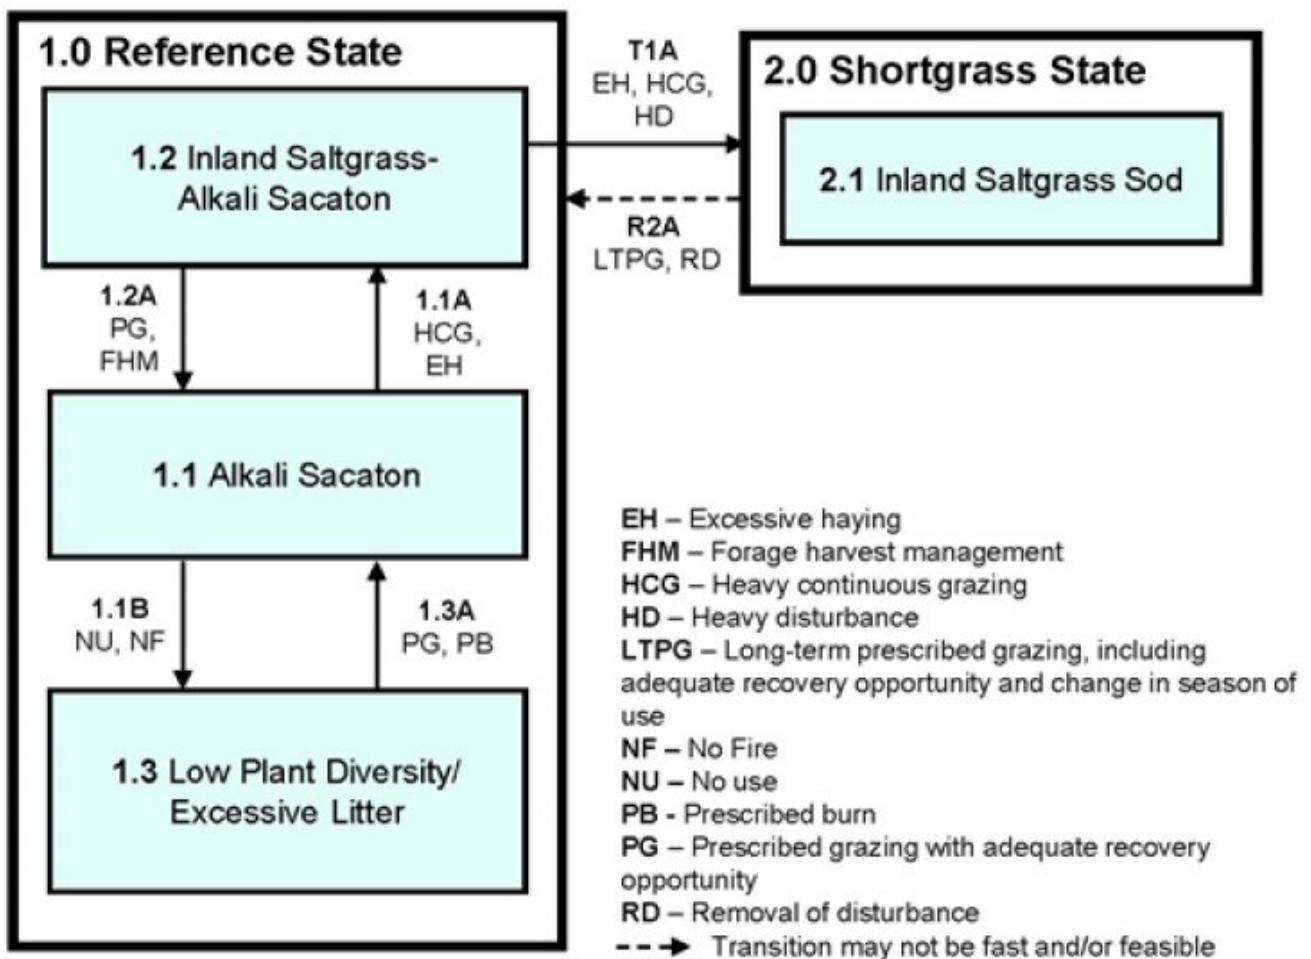 1.0 Reference State
1.2 Inland Saltgrass-
Alkali Sacaton
1.2A
PG,
FHM
1.1A
HCG,
EH
1.1 Alkali Sacaton
1.1B
NU, NF
1.3A
PG, PB
1.3 Low Plant Diversity/
Excessive Litter
T1A
EH, HCG,
HD
R2A
LTPG, RD
2.0 Shortgrass State
2.1 Inland Saltgrass Sod
EH – Excessive haying
FHM – Forage harvest management
HCG – Heavy continuous grazing
HD – Heavy disturbance
LTPG – Long-term prescribed grazing, including
adequate recovery opportunity and change in season of
use
NF – No Fire
NU – No use
PB - Prescribed burn
PG – Prescribed grazing with adequate recovery
opportunity
RD – Removal of disturbance
Transition may not be fast and/or feasible